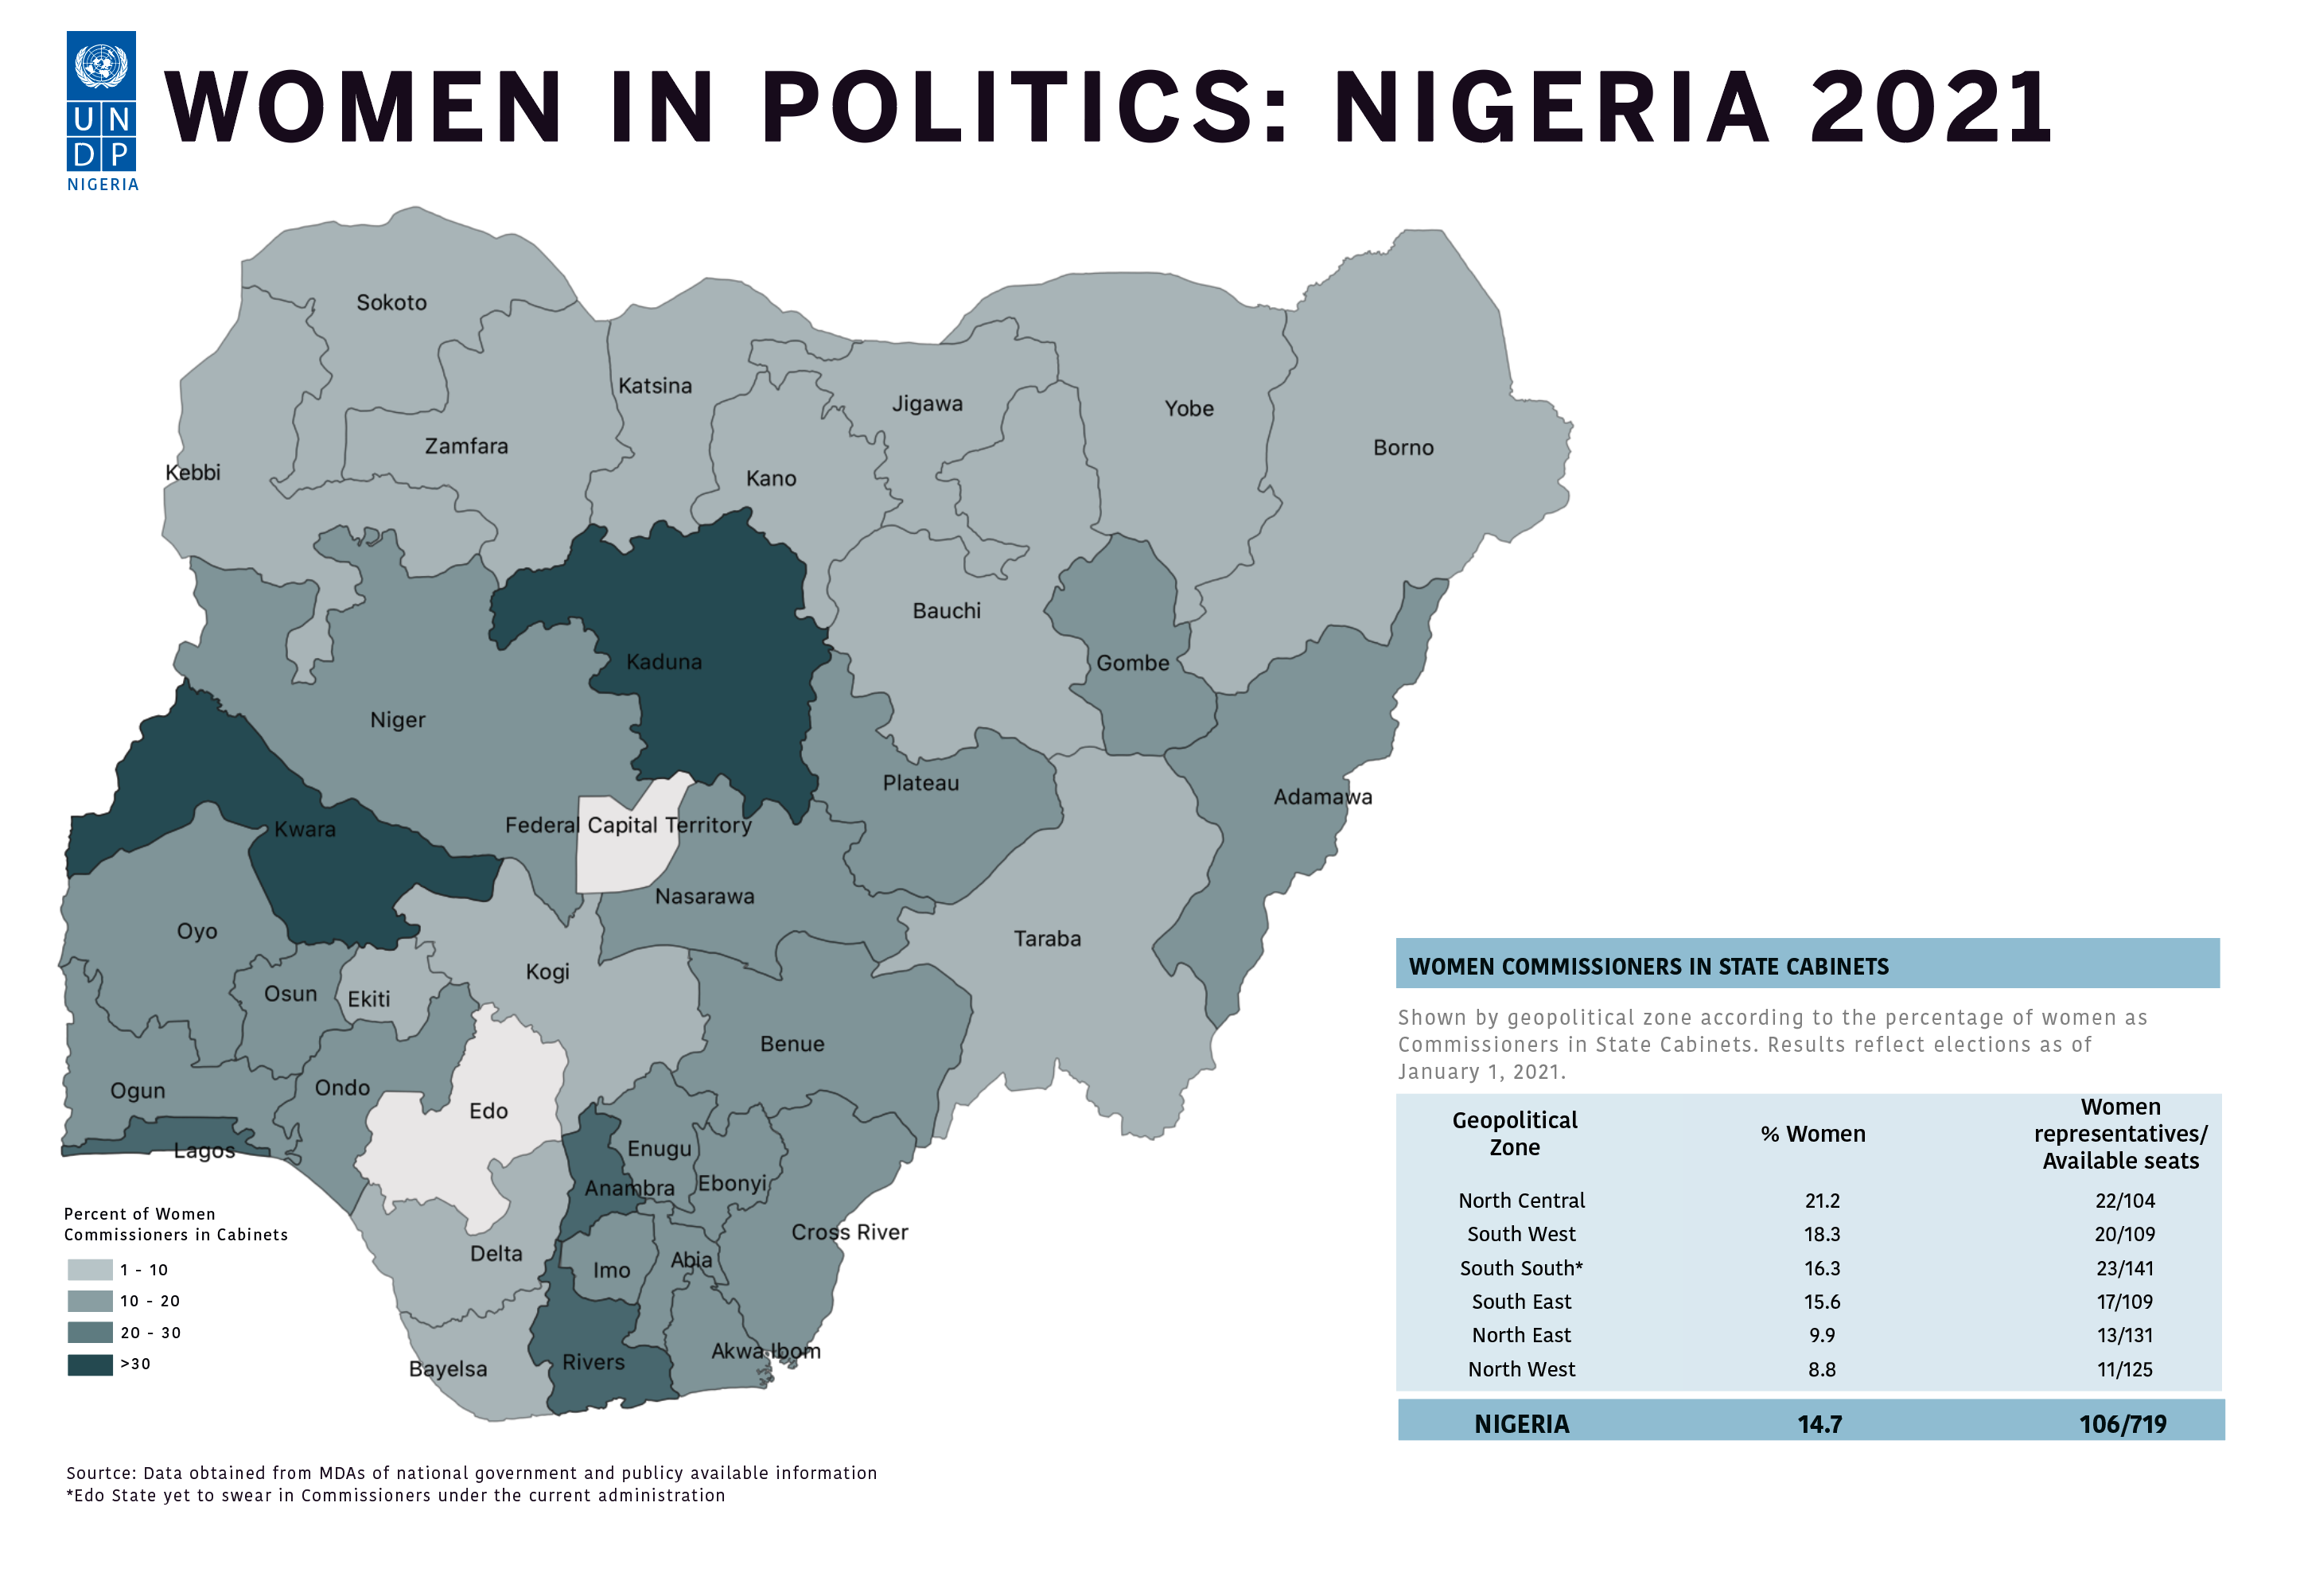 UN
DP
NIGERIA
WOMEN IN POLITICS: NIGERIA 2021
Sokoto
Katsina
Jigawa
Yobe
Borno
Zamfara
Kebbi
Kano
Bauchi
Kaduna
Gombe
Niger
Plateau
Adamawa
Federal Capital Territory
Kwara
Nasarawa
Oyo
Taraba
Kogi
Osun
Ekiti
Benue
Ogun
Ondo
Edo
Lagos
Enugu
Anambra
Ebonyi
Cross River
Delta
Imo
Abia
Akwa Ibom
Rivers
Bayelsa
Percent of Women
Commissioners in Cabinets
1 - 10
10 - 20
20 - 30
>30
WOMEN COMMISSIONERS IN STATE CABINETS
Shown by geopolitical zone according to the percentage of women as
Commissioners in State Cabinets. Results reflect elections as of
January 1, 2021.
Geopolitical
Zone
% Women
Women
representatives/
Available seats
North Central 21.2 22/104
South West 18.3 20/109
South South* 16.3 23/141
South East 15.6 17/109
North East 9.9 13/131
North West 8.8 11/125
NIGERIA 14.7 106/719
Sourtce: Data obtained from MDAs of national government and publicy available information
*Edo State yet to swear in Commissioners under the current administration